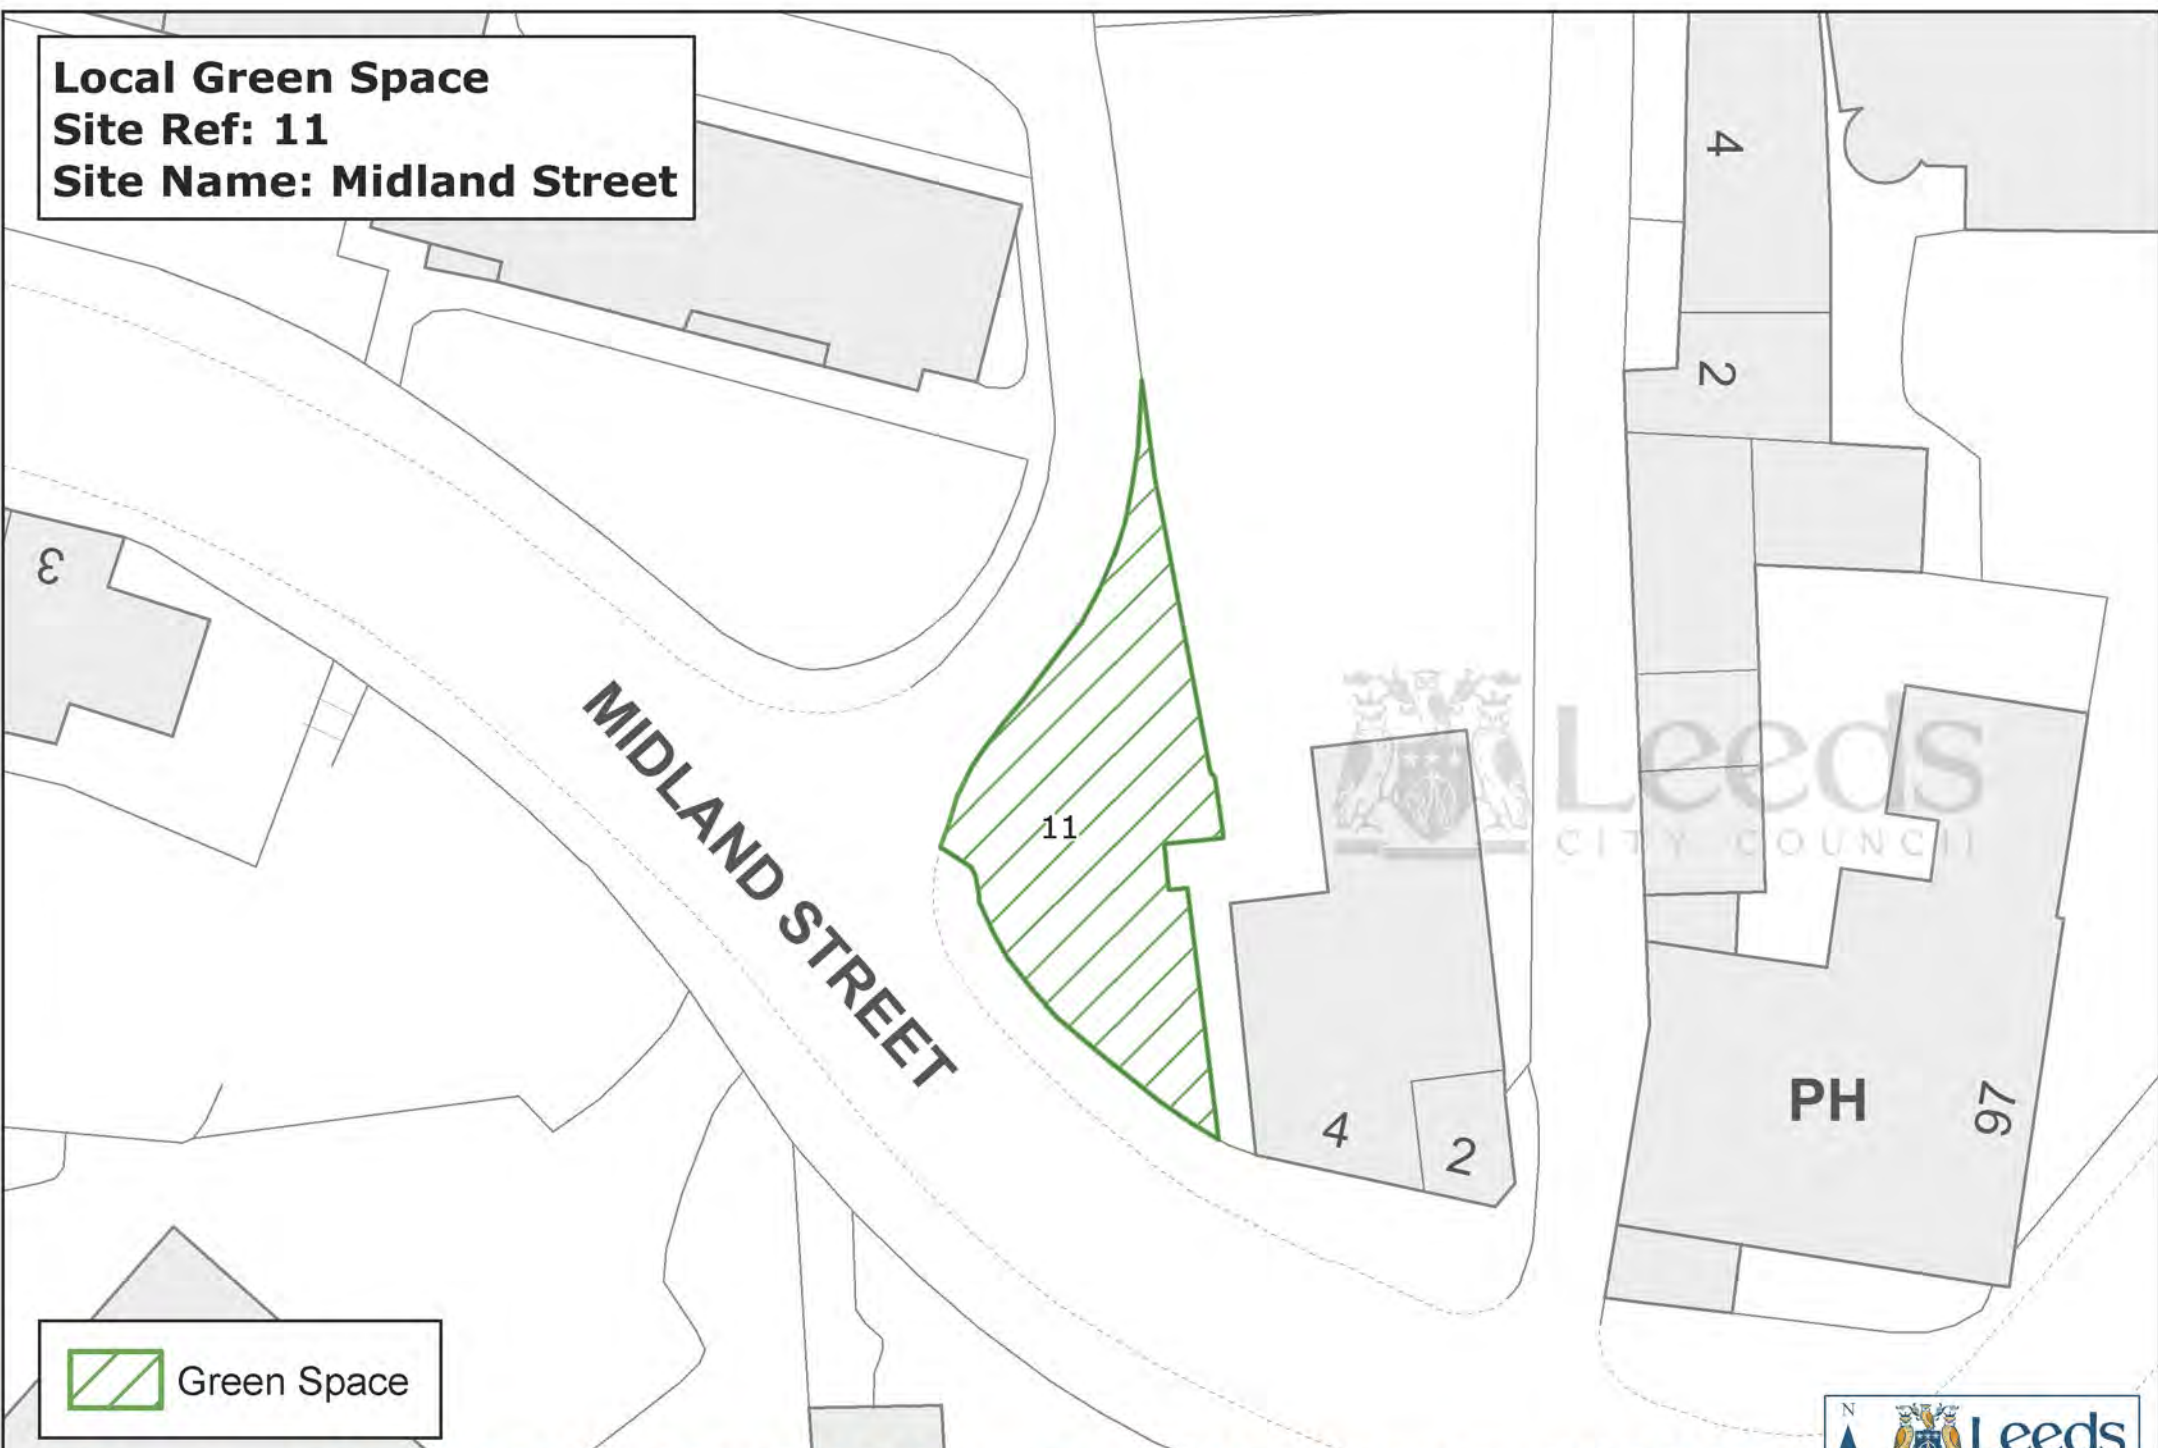 Local Green Space
Site Ref: 11
Site Name: Midland Street
4
2
3
MIDLAND STREET
11
Leeds
CITY COUNCIL
4
2
PH
97
Green Space
N
Leeds